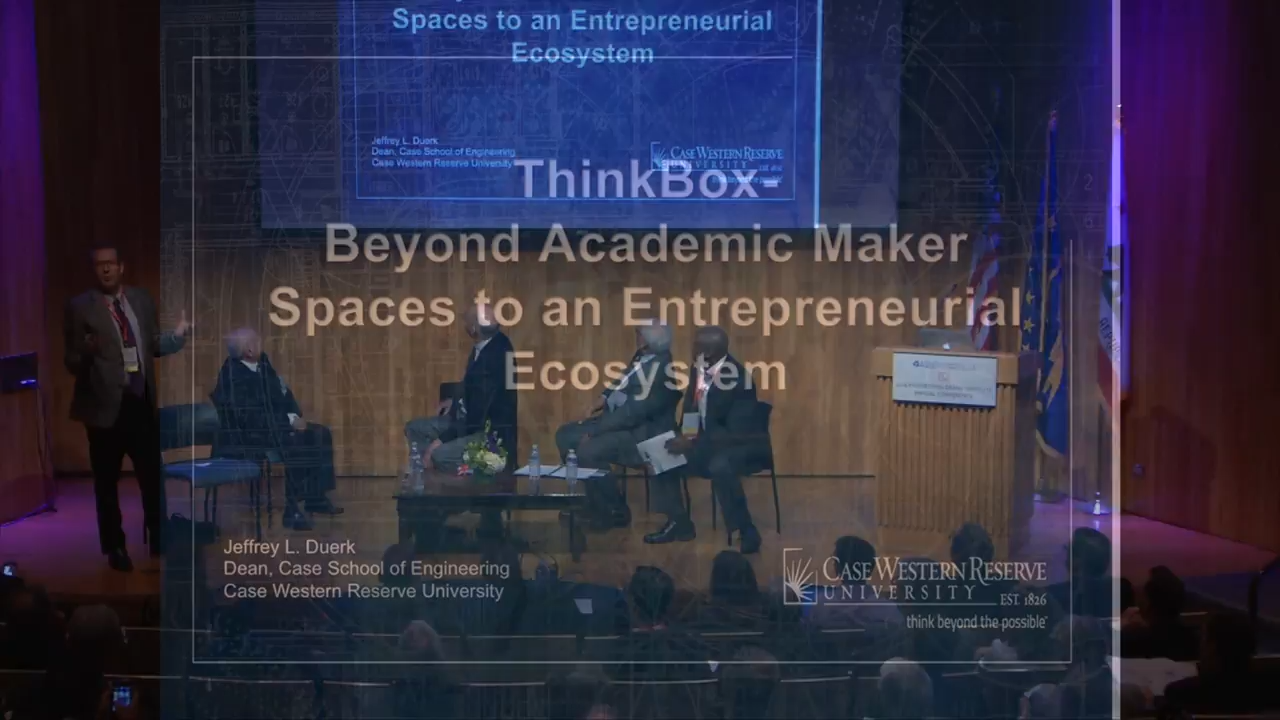 Spaces to an Entrepreneurial
Ecosystem
Jeffrey L. Duerk
Dean, Case School of Engineering
Case Western Reserve University
CASE WESTERN RESERVE
UNIVERSITY
ThinkBox-
Beyond Academic Maker
Spaces to an Entrepreneurial
Ecosystem
Jeffrey L. Duerk
Dean, Case School of Engineering
Case Western Reserve University
CASE WESTERN RESERVE
UNIVERSITY
EST. 1826
think beyond the possible™